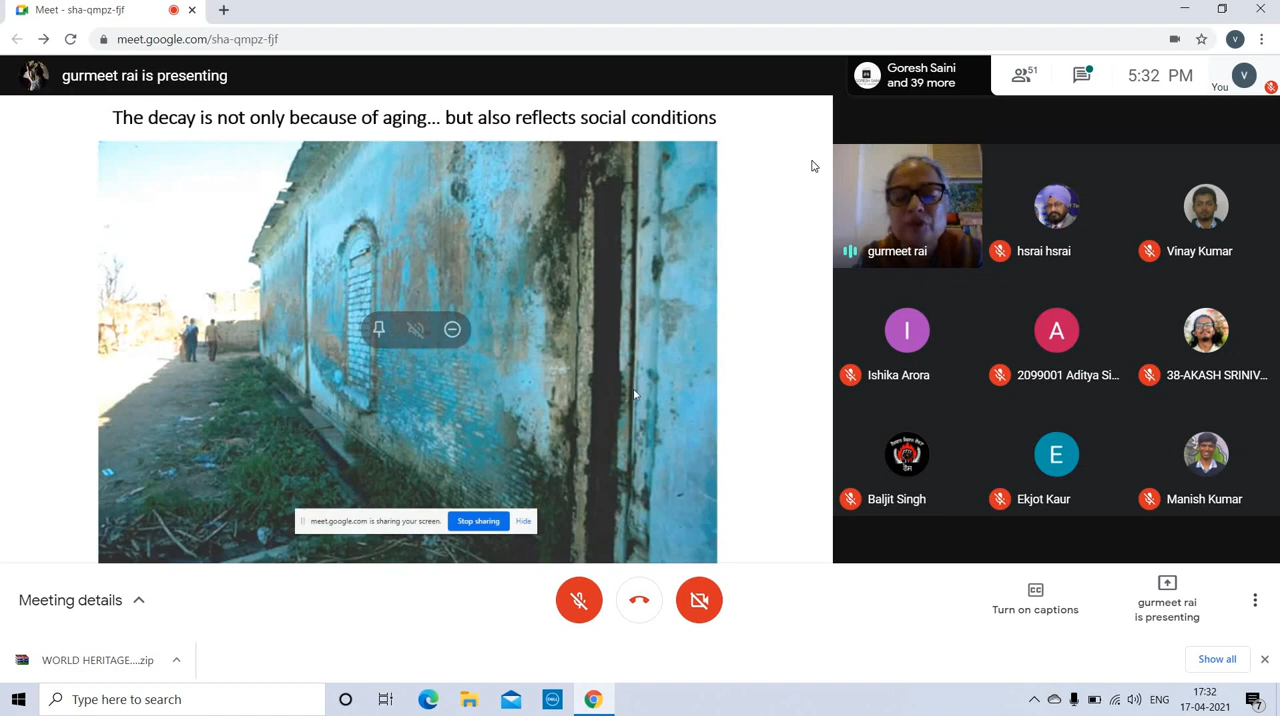 Meet - sha-qmpz-fjf
meet.google.com/sha-qmpz-fjf
V
gurmeet rai is presenting
Goresh Saini
and 39 more
51
5:32 PM
You
V
The decay is not only because of aging... but also reflects social conditions
gurmeet rai
hsrai hsrai
Vinay Kumar
I
A
Ishika Arora
2099001 Aditya Si...
38-AKASH SRINIV...
E
Baljit Singh
Ekjot Kaur
Manish Kumar
meet.google.com is sharing your screen.
Stop sharing
Hide
Meeting details
CC
Turn on captions
gurmeet rai
is presenting
WORLD HERITAGE....zip
Show all
Type here to search
DELL
ENG
17:32
17-04-2021
7